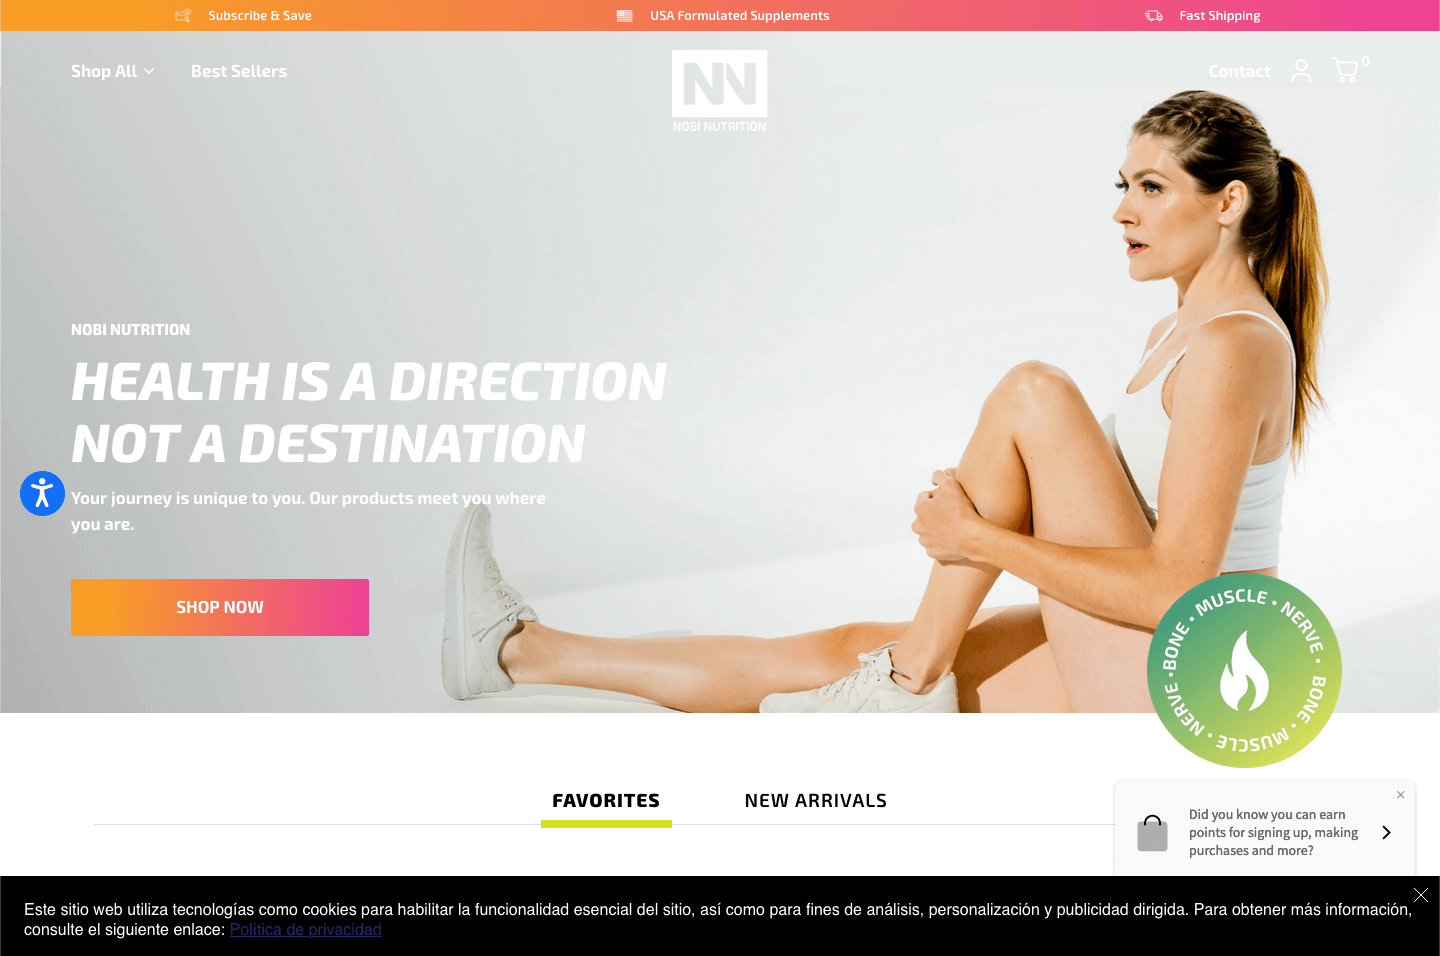 Subscribe & Save
USA Formulated Supplements
Fast Shipping
Shop All
Best Sellers
NN
NOBI NUTRITION
Contact
0
NOBI NUTRITION
HEALTH IS A DIRECTION
NOT A DESTINATION
Your journey is unique to you. Our products meet you where
you are.
SHOP NOW
BONE • MUSCLE • NERVE • BONE • MUSCLE • NERVE •
FAVORITES
NEW ARRIVALS
Did you know you can earn
points for signing up, making
purchases and more?
Este sitio web utiliza tecnologías como cookies para habilitar la funcionalidad esencial del sitio, así como para fines de análisis, personalización y publicidad dirigida. Para obtener más información,
consulte el siguiente enlace: Política de privacidad